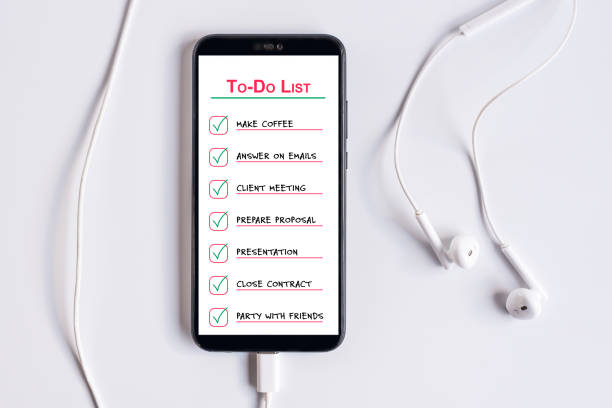 To-Do List
MAKE COFFEE
ANSWER ON EMAILS
CLIENT MEETING
PREPARE PROPOSAL
PRESENTATION
CLOSE CONTRACT
PARTY WITH FRIENDS